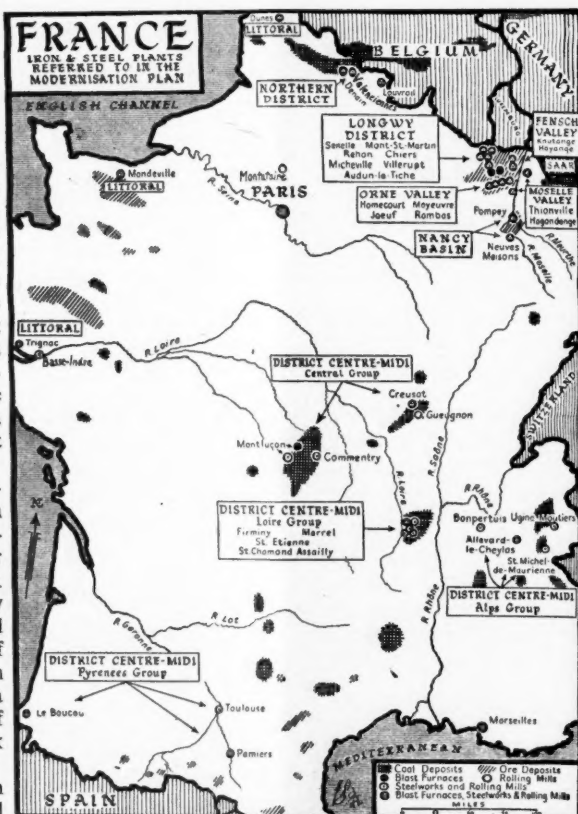 FRANCE
IRON & STEEL PLANTS
REFERRED TO IN THE
MODERNISATION PLAN
ENGLISH CHANNEL
Dunes
LITTORAL
BELGIUM
GERMANY
NORTHERN
DISTRICT
Denain
Valenciennes
Louvroil
LONGWY
DISTRICT
Senelle Mont-St-Martin
Rehon Chiers
Micheville Villerupt
Audun-le-Tiche
FENSCH
VALLEY
Knutange
Hayange
SAAR
ORNE VALLEY
Homecourt Moyeuvre
Joeuf Rombas
MOSELLE
VALLEY
Thionville
Hagondange
Mondeville
LITTORAL
Montataire
PARIS
R. Seine
Pompey
NANCY
BASIN
Neuves
Maisons
R. Moselle
R. Meurthe
LITTORAL
Trignac
Basse-Indre
R. Loire
DISTRICT CENTRE-MIDI
Central Group
Creusot
Gueugnon
Montluçon
Commentry
R. Loire
R. Saône
SWITZERLAND
N
DISTRICT CENTRE-MIDI
Loire Group
Firminy Marrel
St. Etienne
St. Chamond Assailly
R. Rhône
Bonpertuis
Ugine
Moutiers
Allevard-
le-Cheylas
St. Michel-
de-Maurienne
DISTRICT CENTRE-MIDI
Alps Group
R. Rhône
R. Garonne
R. Lot
DISTRICT CENTRE-MIDI
Pyrenees Group
Le Boucau
Toulouse
Pamiers
Marseilles
MEDITERRANEAN
SPAIN
Coal Deposits
Ore Deposits
Blast Furnaces
Rolling Mills
Steelworks and Rolling Mills
Blast Furnaces, Steelworks & Rolling Mills
MILES